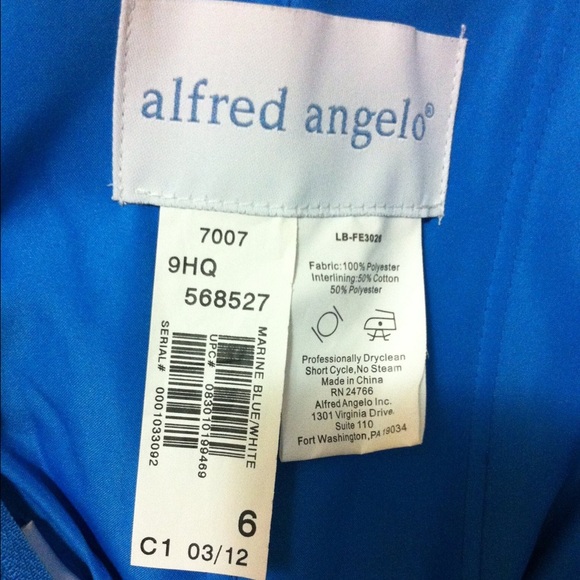 alfred angelo®
7007
9HQ
568527
MARINE BLUE/WHITE
UPC# 083010199469
SERIAL# 0001033092
6
C1 03/12
LB-FE3026
Fabric:100% Polyester
Interlining:50% Cotton
50% Polyester
Professionally Dryclean
Short Cycle,No Steam
Made in China
RN 24766
Alfred Angelo Inc.
1301 Virginia Drive.
Suite 110
Fort Washington,PA 19034